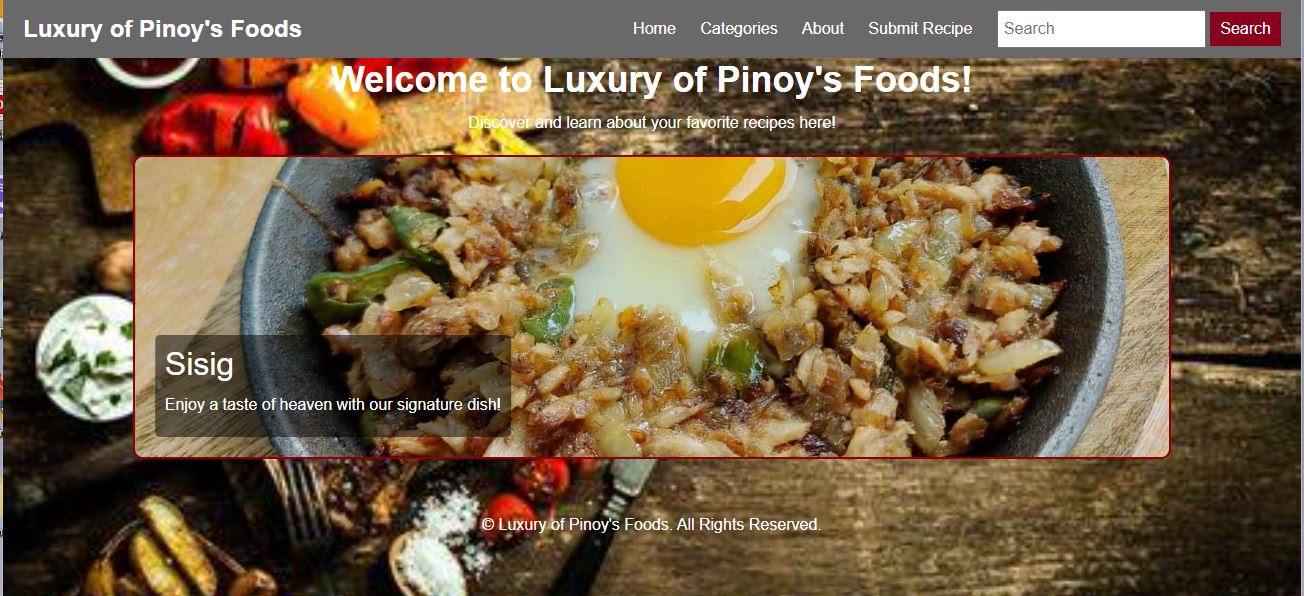 Luxury of Pinoy's Foods
Home Categories About Submit Recipe Search Search
Welcome to Luxury of Pinoy's Foods!
Discover and learn about your favorite recipes here!
Sisig
Enjoy a taste of heaven with our signature dish!
© Luxury of Pinoy's Foods. All Rights Reserved.